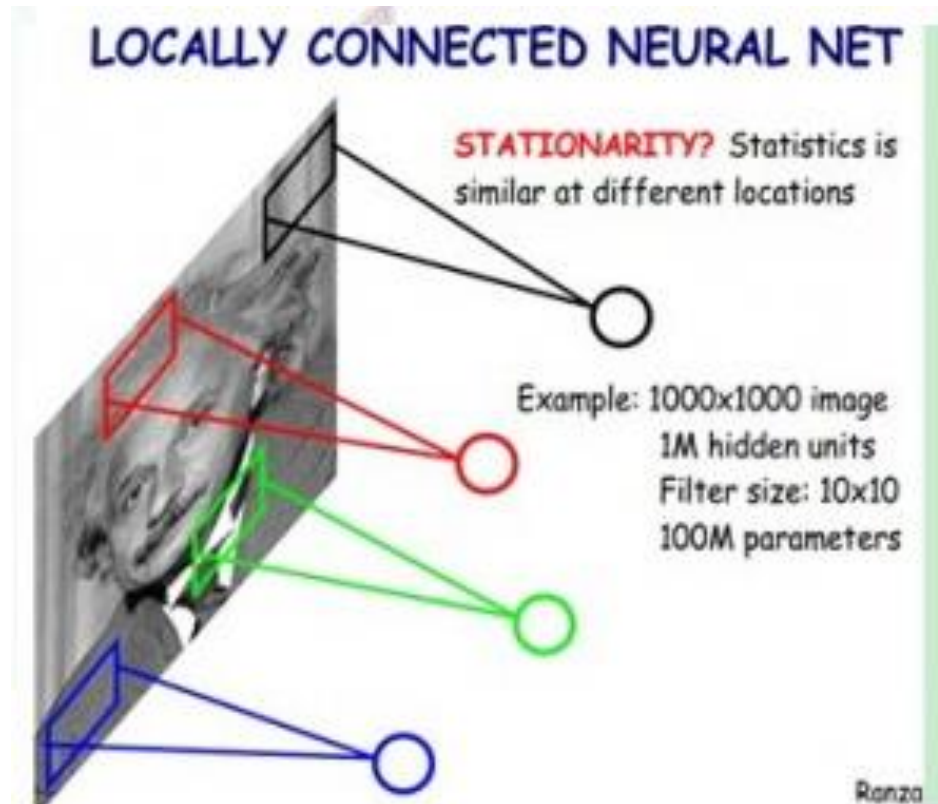 LOCALLY CONNECTED NEURAL NET
STATIONARITY? Statistics is
similar at different locations
Example: 1000x1000 image
1M hidden units
Filter size: 10x10
100M parameters
Ranza